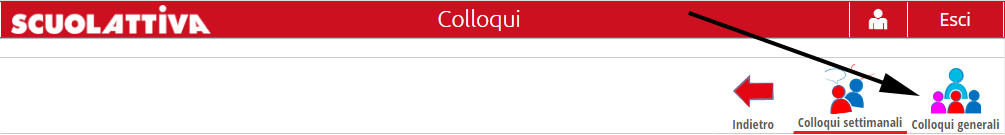 SCUOLATTIVA
Colloqui
Esci
Indietro
Colloqui settimanali
Colloqui generali